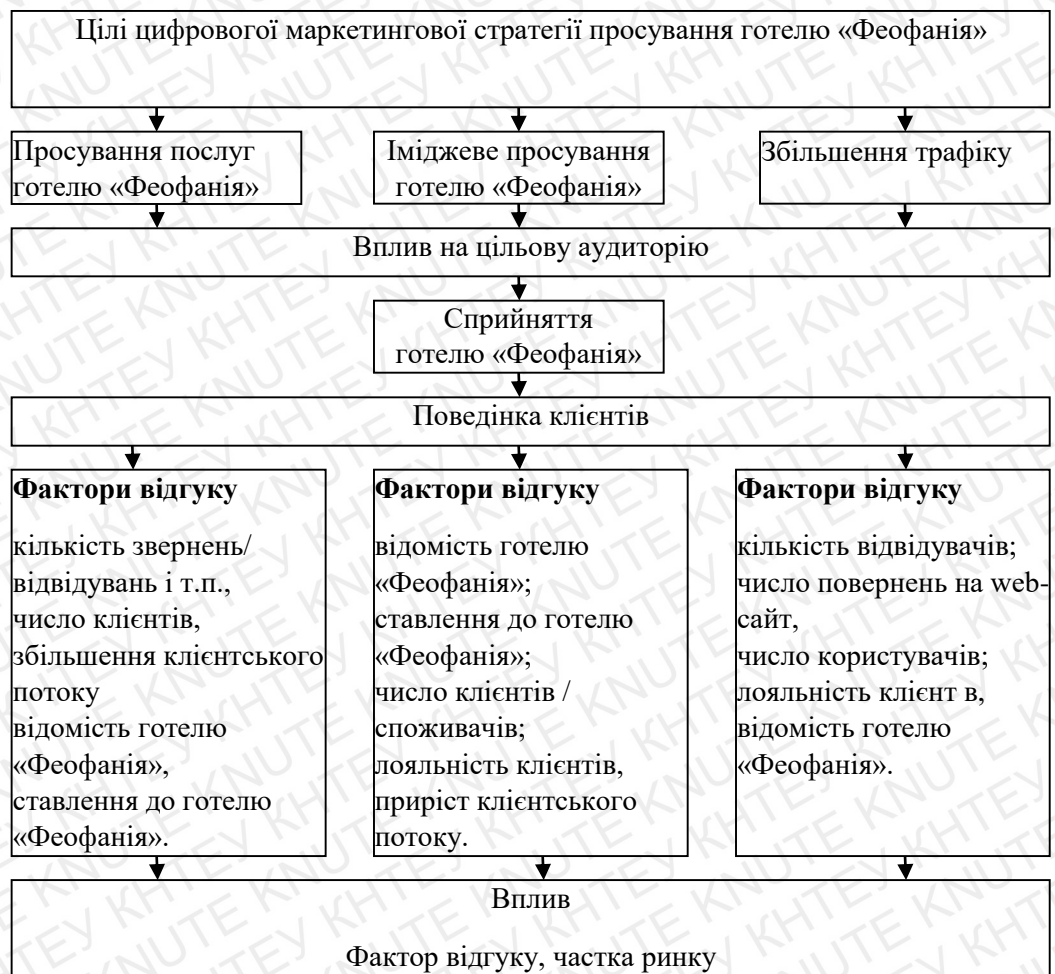 Цілі цифрової маркетингової стратегії просування готелю «Феофанія»
Просування послуг
готелю «Феофанія»
Іміджеве просування
готелю «Феофанія»
Збільшення трафіку
Вплив на цільову аудиторію
Сприйняття
готелю «Феофанія»
Поведінка клієнтів
Фактори відгуку
кількість звернень/
відвідувань і т.п.,
число клієнтів,
збільшення клієнтського
потоку
відомість готелю
«Феофанія»,
ставлення до готелю
«Феофанія».
Фактори відгуку
відомість готелю
«Феофанія»;
ставлення до готелю
«Феофанія»;
число клієнтів /
споживачів;
лояльність клієнтів,
приріст клієнтського
потоку.
Фактори відгуку
кількість відвідувачів;
число повернень на web-
сайт,
число користувачів;
лояльність клієнт в,
відомість готелю
«Феофанія».
Вплив
Фактор відгуку, частка ринку